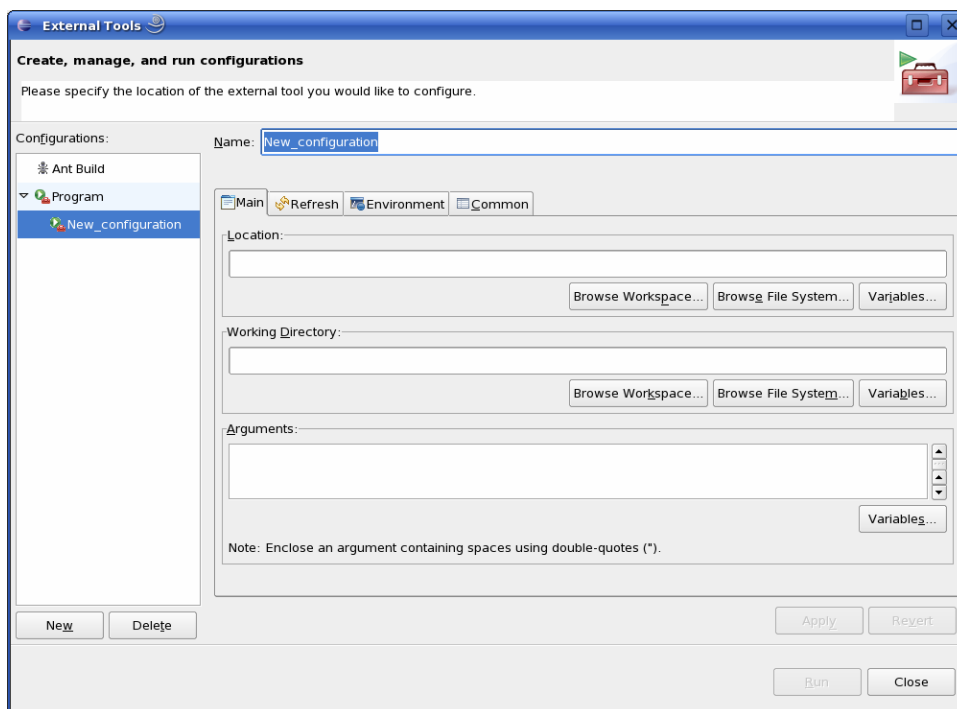 External Tools
Create, manage, and run configurations
Please specify the location of the external tool you would like to configure.
Configurations:
Name: New_configuration
Ant Build
Program
New_configuration
Main Refresh Environment Common
Location:
Browse Workspace... Browse File System... Variables...
Working Directory:
Browse Workspace... Browse File System... Variables...
Arguments:
Variables...
Note: Enclose an argument containing spaces using double-quotes (").
New Delete
Apply Revert
Run Close